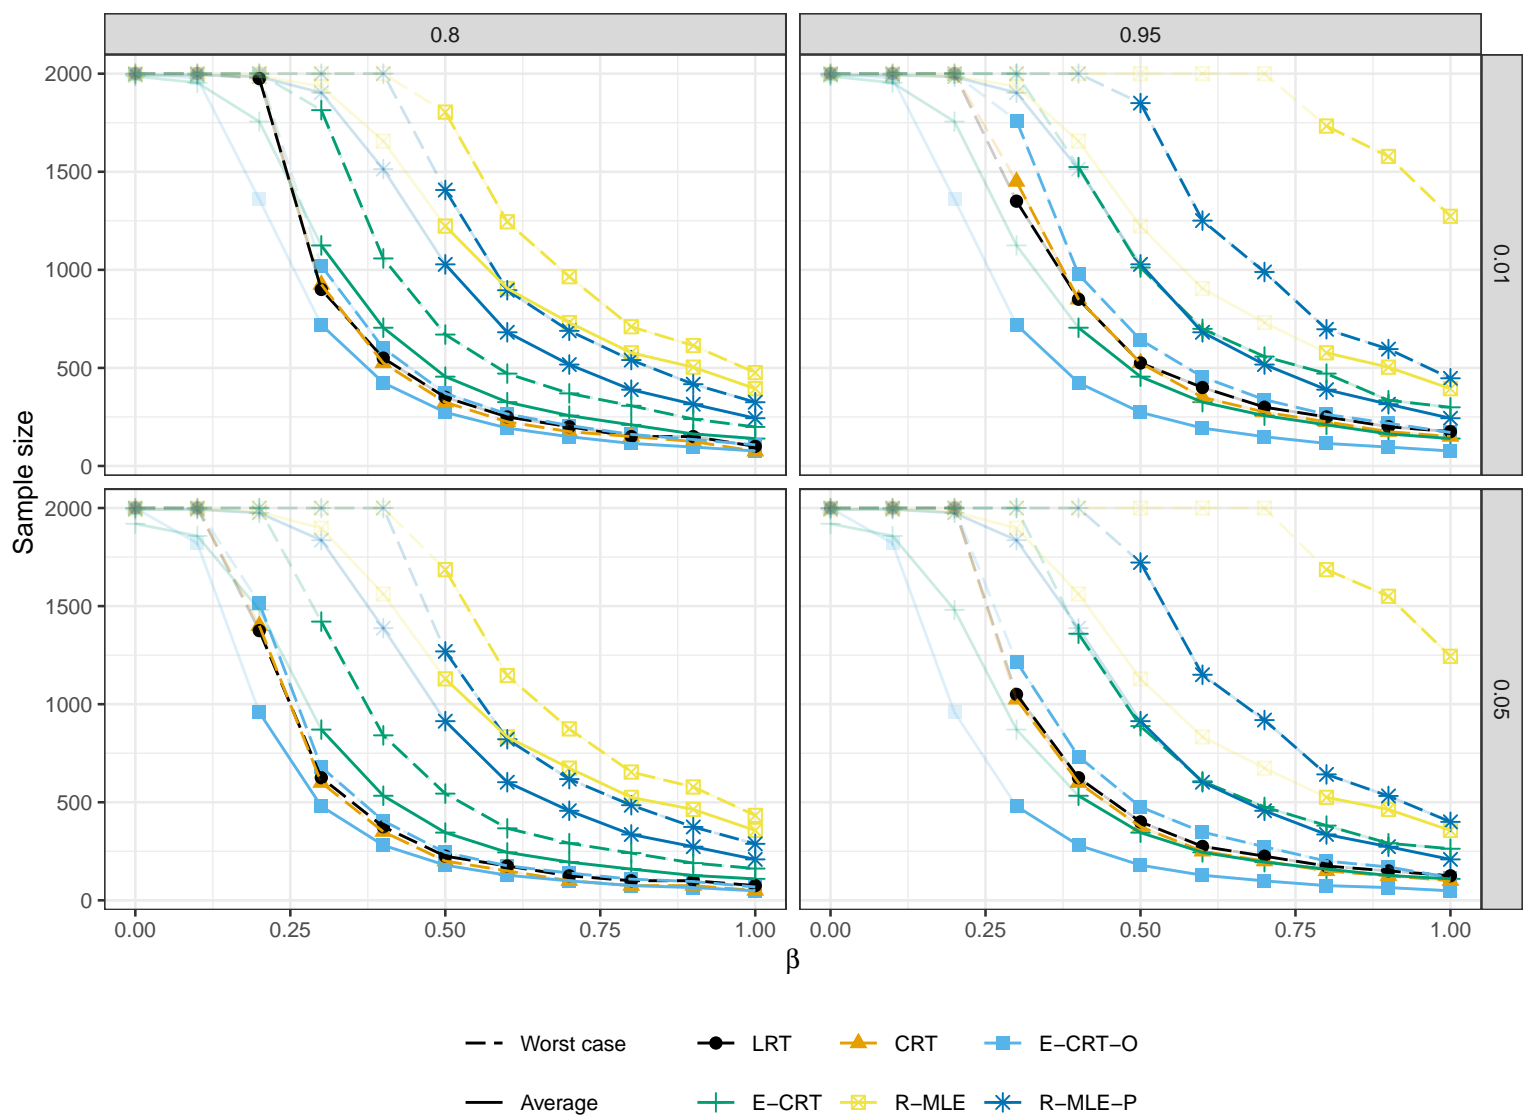 0.8 0.95
2000
1500
1000
500
0
0.01
2000
1500
1000
500
0
0.05
Sample size
0.00 0.25 0.50 0.75 1.00 0.00 0.25 0.50 0.75 1.00
β
Worst case LRT CRT E−CRT−O
Average E−CRT R−MLE R−MLE−P